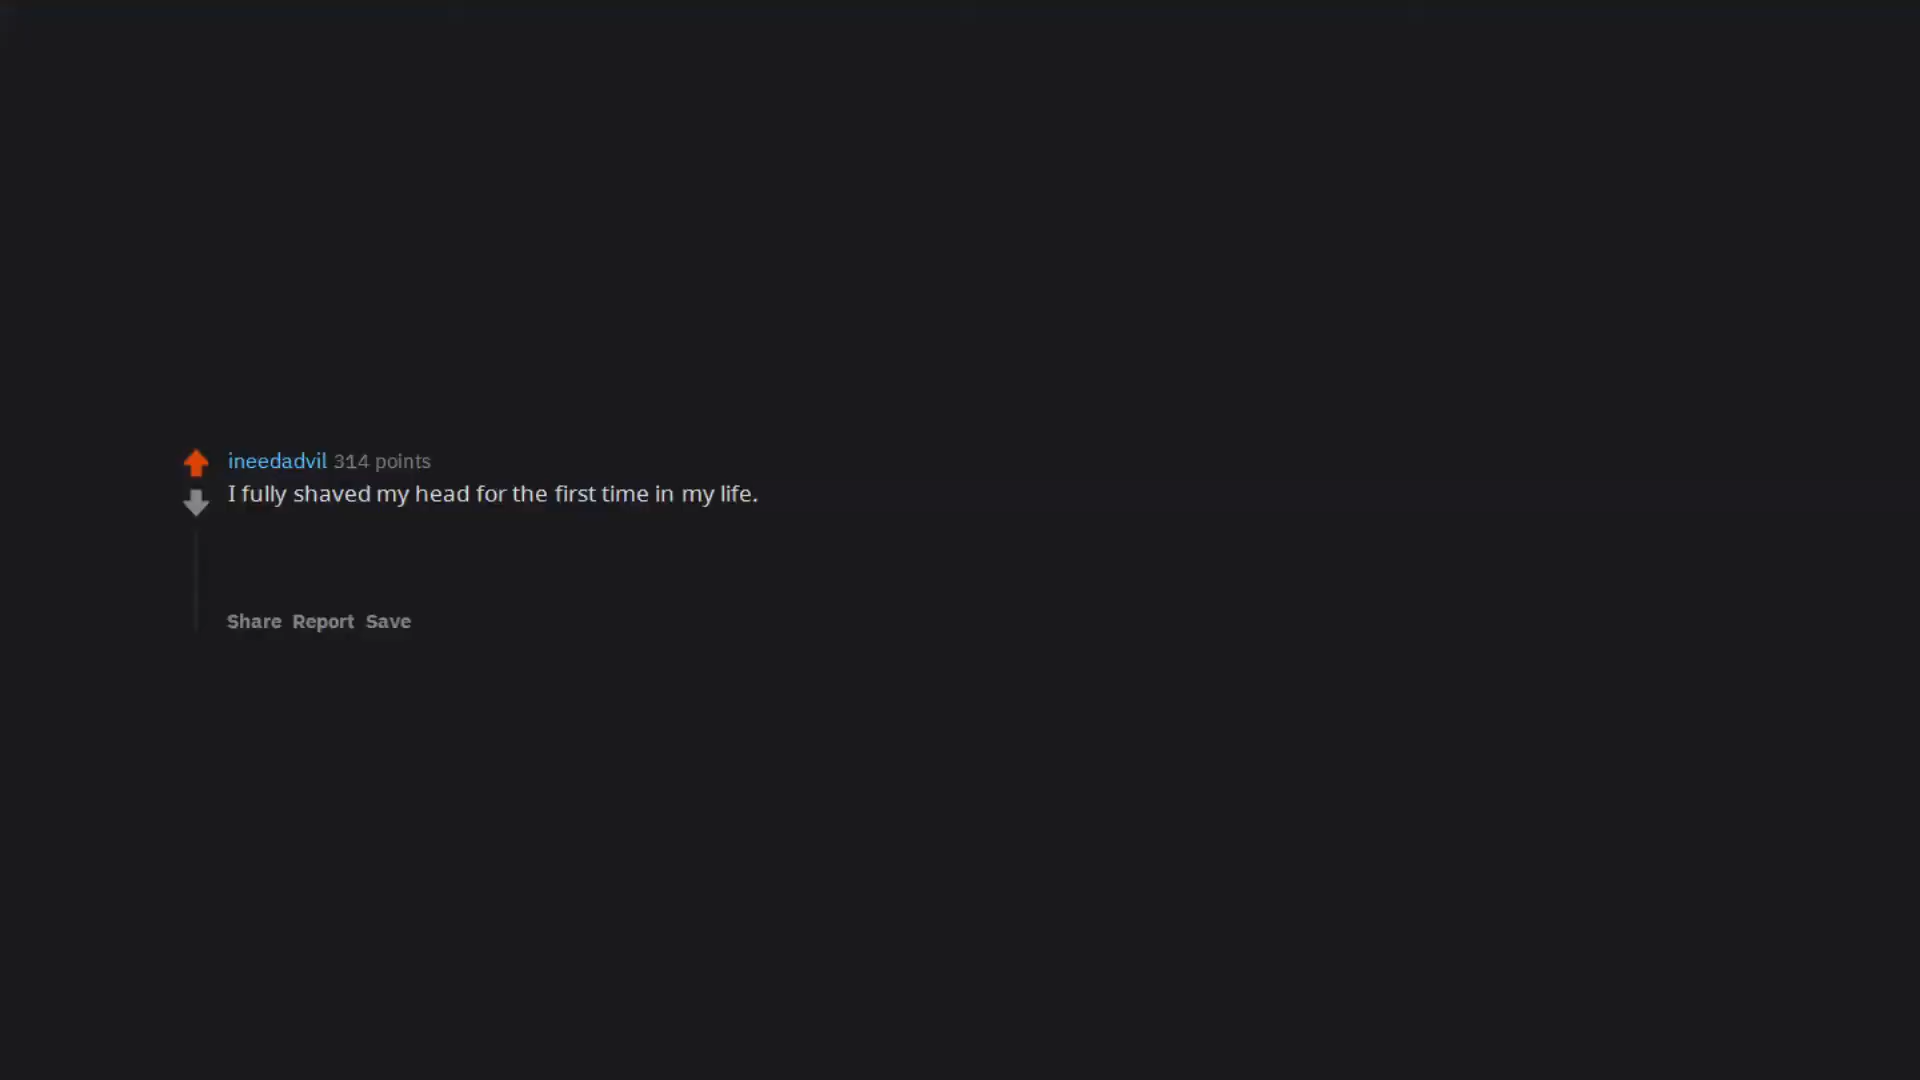 ineedadvil 314 points
I fully shaved my head for the first time in my life.
Share Report Save